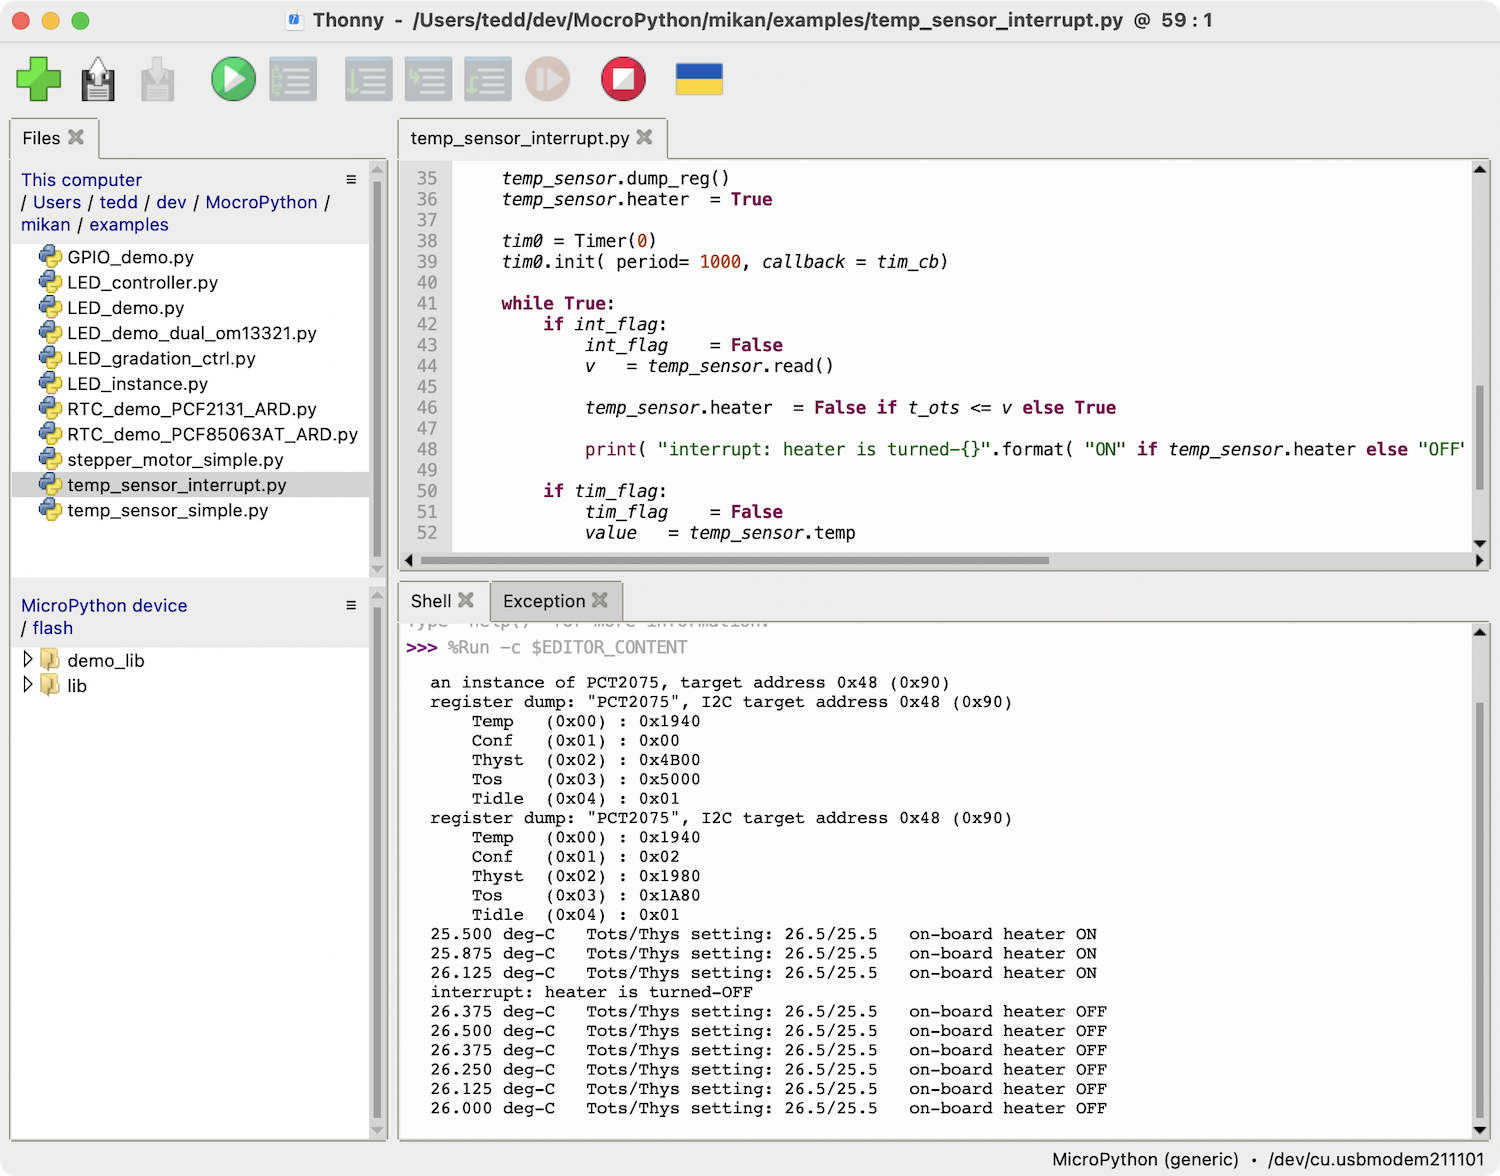 Thonny - /Users/tedd/dev/MocroPython/mikan/examples/temp_sensor_interrupt.py @ 59 : 1
Files
This computer
/ Users / tedd / dev / MocroPython /
mikan / examples
GPIO_demo.py
LED_controller.py
LED_demo.py
LED_demo_dual_om13321.py
LED_gradation_ctrl.py
LED_instance.py
RTC_demo_PCF2131_ARD.py
RTC_demo_PCF85063AT_ARD.py
stepper_motor_simple.py
temp_sensor_interrupt.py
temp_sensor_simple.py
MicroPython device
/ flash
demo_lib
lib
temp_sensor_interrupt.py
35 temp_sensor.dump_reg()
36 temp_sensor.heater  = True
37
38 tim0 = Timer(0)
39 tim0.init( period= 1000, callback = tim_cb)
40
41 while True:
42     if int_flag:
43         int_flag    = False
44         v   = temp_sensor.read()
45
46         temp_sensor.heater  = False if t_ots <= v else True
47
48         print( "interrupt: heater is turned-{}".format( "ON" if temp_sensor.heater else "OFF"
49
50     if tim_flag:
51         tim_flag    = False
52         value   = temp_sensor.temp
Shell
Exception
Type "help()" for more information.
>>> %Run -c $EDITOR_CONTENT
an instance of PCT2075, target address 0x48 (0x90)
register dump: "PCT2075", I2C target address 0x48 (0x90)
    Temp   (0x00) : 0x1940
    Conf   (0x01) : 0x00
    Thyst  (0x02) : 0x4B00
    Tos    (0x03) : 0x5000
    Tidle  (0x04) : 0x01
register dump: "PCT2075", I2C target address 0x48 (0x90)
    Temp   (0x00) : 0x1940
    Conf   (0x01) : 0x02
    Thyst  (0x02) : 0x1980
    Tos    (0x03) : 0x1A80
    Tidle  (0x04) : 0x01
25.500 deg-C   Tots/Thys setting: 26.5/25.5   on-board heater ON
25.875 deg-C   Tots/Thys setting: 26.5/25.5   on-board heater ON
26.125 deg-C   Tots/Thys setting: 26.5/25.5   on-board heater ON
interrupt: heater is turned-OFF
26.375 deg-C   Tots/Thys setting: 26.5/25.5   on-board heater OFF
26.500 deg-C   Tots/Thys setting: 26.5/25.5   on-board heater OFF
26.375 deg-C   Tots/Thys setting: 26.5/25.5   on-board heater OFF
26.250 deg-C   Tots/Thys setting: 26.5/25.5   on-board heater OFF
26.125 deg-C   Tots/Thys setting: 26.5/25.5   on-board heater OFF
26.000 deg-C   Tots/Thys setting: 26.5/25.5   on-board heater OFF
MicroPython (generic) • /dev/cu.usbmodem211101